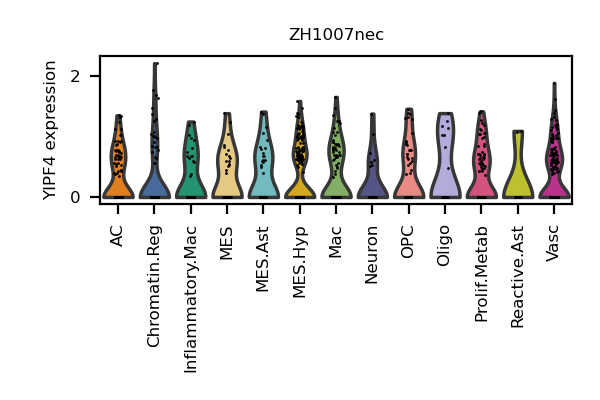 ZH1007nec
YIPF4 expression
2
0
AC
Chromatin.Reg
Inflammatory.Mac
MES
MES.Ast
MES.Hyp
Mac
Neuron
OPC
Oligo
Prolif.Metab
Reactive.Ast
Vasc